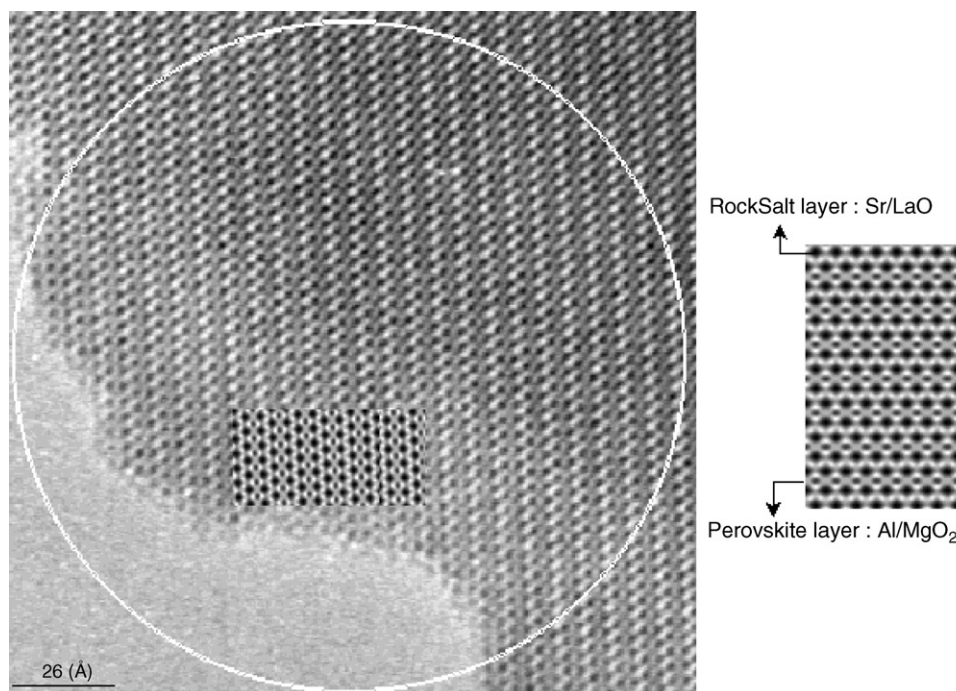 RockSalt layer : Sr/LaO
Perovskite layer : Al/MgO₂
26 (Å)